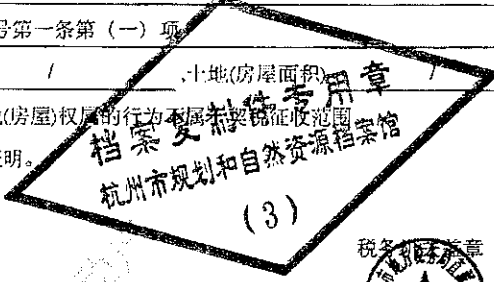 号第一条第（一）项
/ 土地(房屋面积) /
(房屋)权属的行为不属于契税征收范围
明。
档案复制件专用章
杭州市规划和自然资源档案馆
(3)
税务 盖章